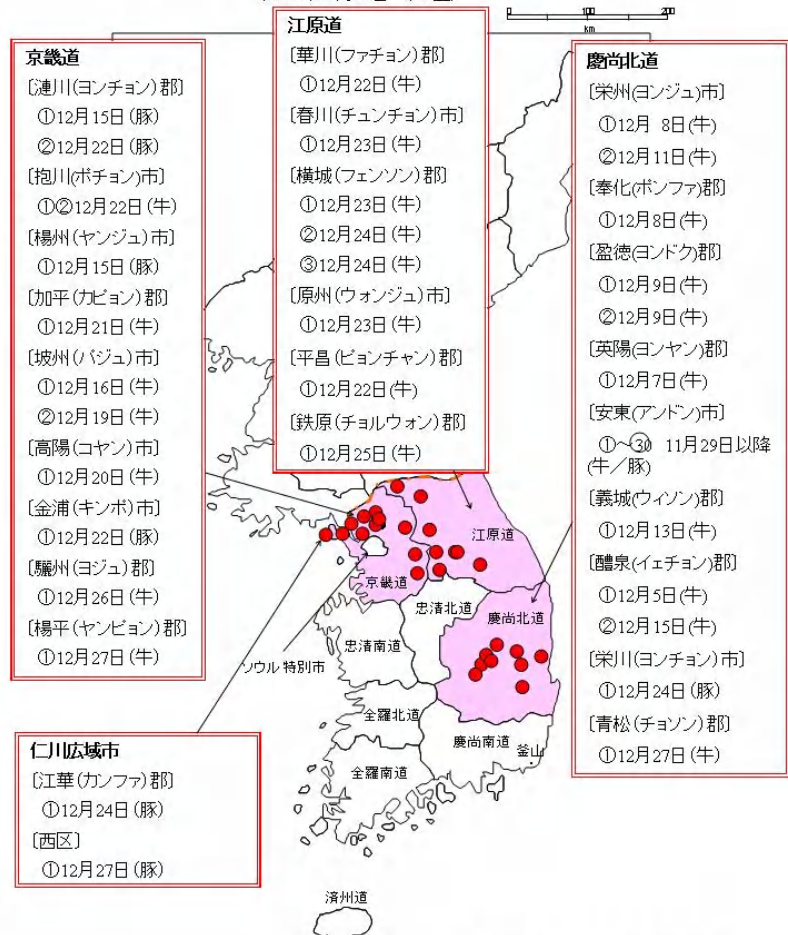 0 100 200
km
京畿道
〔漣川(ヨンチョン)郡〕
①12月15日(豚)
②12月22日(豚)
〔抱川(ポチョン)市〕
①②12月22日(牛)
〔楊州(ヤンジュ)市〕
①12月15日(豚)
〔加平(カピョン)郡〕
①12月21日(牛)
〔坡州(パジュ)市〕
①12月16日(牛)
②12月19日(牛)
〔高陽(コヤン)市〕
①12月20日(牛)
〔金浦(キンポ)市〕
①12月22日(豚)
〔驪州(ヨジュ)郡〕
①12月26日(牛)
〔楊平(ヤンピョン)郡〕
①12月27日(牛)
江原道
〔華川(ファチョン)郡〕
①12月22日(牛)
〔春川(チュンチョン)市〕
①12月23日(牛)
〔横城(フェンソン)郡〕
①12月23日(牛)
②12月24日(牛)
③12月24日(牛)
〔原州(ウォンジュ)市〕
①12月23日(牛)
〔平昌(ピョンチャン)郡〕
①12月22日(牛)
〔鉄原(チョルウォン)郡〕
①12月25日(牛)
慶尚北道
〔栄州(ヨンジュ)市〕
①12月 8日(牛)
②12月11日(牛)
〔奉化(ボンファ)郡〕
①12月8日(牛)
〔盈徳(ヨンドク)郡〕
①12月9日(牛)
②12月9日(牛)
〔英陽(ヨンヤン)郡〕
①12月7日(牛)
〔安東(アンドン)市〕
①~㉚ 11月29日以降
(牛/豚)
〔義城(ウィソン)郡〕
①12月13日(牛)
〔醴泉(イェチョン)郡〕
①12月5日(牛)
②12月15日(牛)
〔栄川(ヨンチョン)市〕
①12月24日(豚)
〔青松(チョソン)郡〕
①12月27日(牛)
仁川広域市
〔江華(カンファ)郡〕
①12月24日(豚)
〔西区〕
①12月27日(豚)
江原道
京畿道
忠清北道
慶尚北道
忠清南道
ソウル特別市
全羅北道
慶尚南道
釜山
全羅南道
済州道